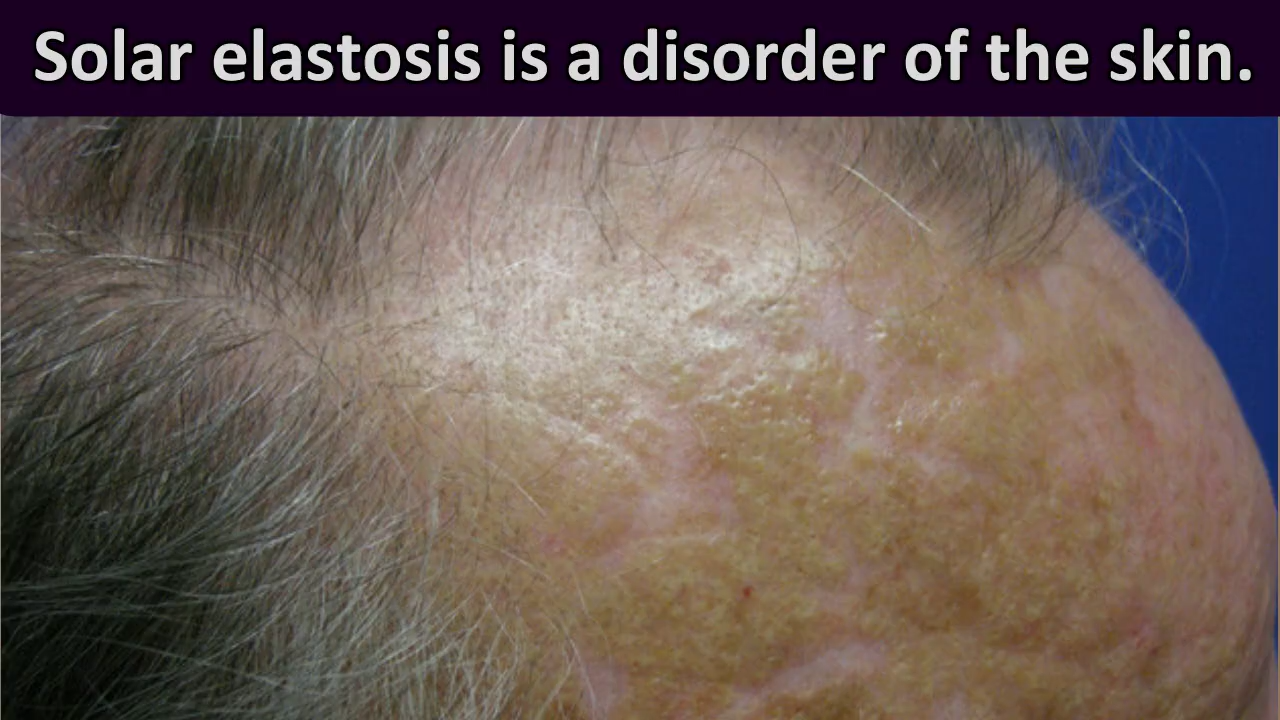 Solar elastosis is a disorder of the skin.